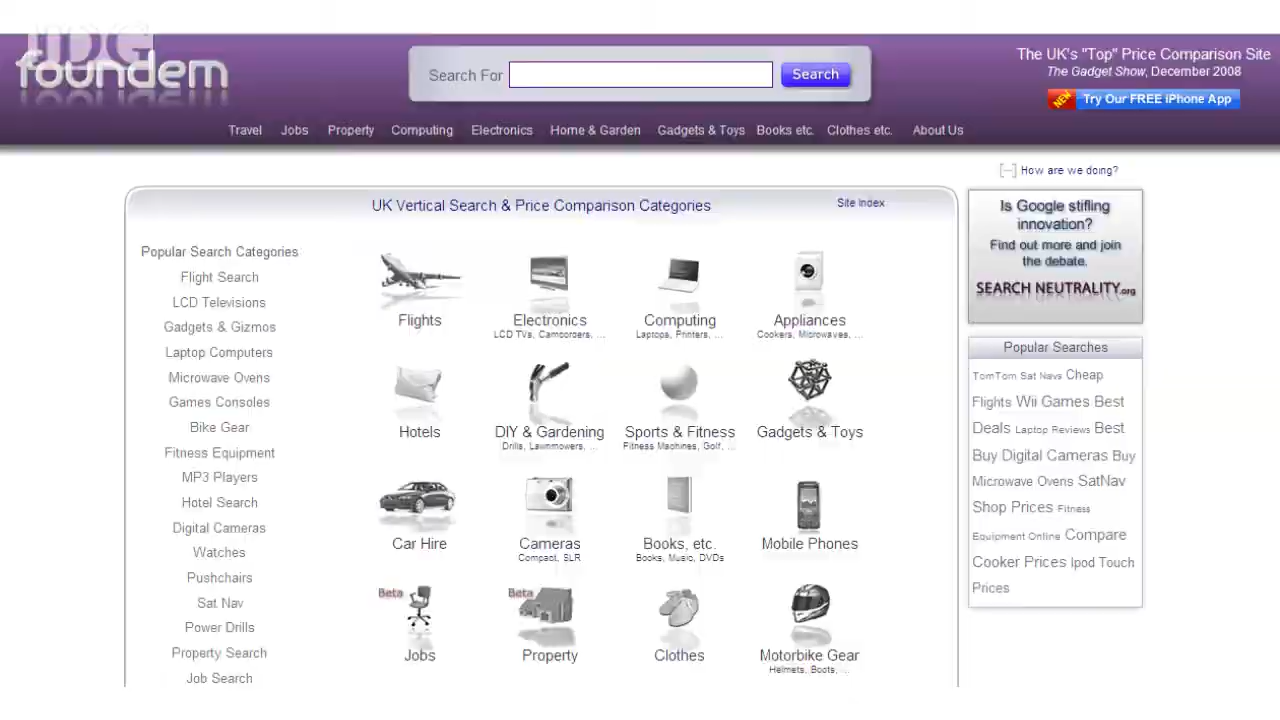 IDG
foundem
Search For
Search
The UK's "Top" Price Comparison Site
The Gadget Show, December 2008
NEW Try Our FREE iPhone App
Travel Jobs Property Computing Electronics Home & Garden Gadgets & Toys Books etc. Clothes etc. About Us
[−] How are we doing?
UK Vertical Search & Price Comparison Categories
Site Index
Popular Search Categories
Flight Search
LCD Televisions
Gadgets & Gizmos
Laptop Computers
Microwave Ovens
Games Consoles
Bike Gear
Fitness Equipment
MP3 Players
Hotel Search
Digital Cameras
Watches
Pushchairs
Sat Nav
Power Drills
Property Search
Job Search
Flights
Electronics
LCD TVs, Camcorders, ...
Computing
Laptops, Printers, ...
Appliances
Cookers, Microwaves, ...
Hotels
DIY & Gardening
Drills, Lawnmowers, ...
Sports & Fitness
Fitness Machines, Golf, ...
Gadgets & Toys
Car Hire
Cameras
Compact, SLR
Books, etc.
Books, Music, DVDs
Mobile Phones
Beta
Jobs
Beta
Property
Clothes
Motorbike Gear
Helmets, Boots, ...
Is Google stifling
innovation?
Find out more and join
the debate.
SEARCH NEUTRALITY.org
Popular Searches
TomTom Sat Navs Cheap
Flights Wii Games Best
Deals Laptop Reviews Best
Buy Digital Cameras Buy
Microwave Ovens SatNav
Shop Prices Fitness
Equipment Online Compare
Cooker Prices Ipod Touch
Prices